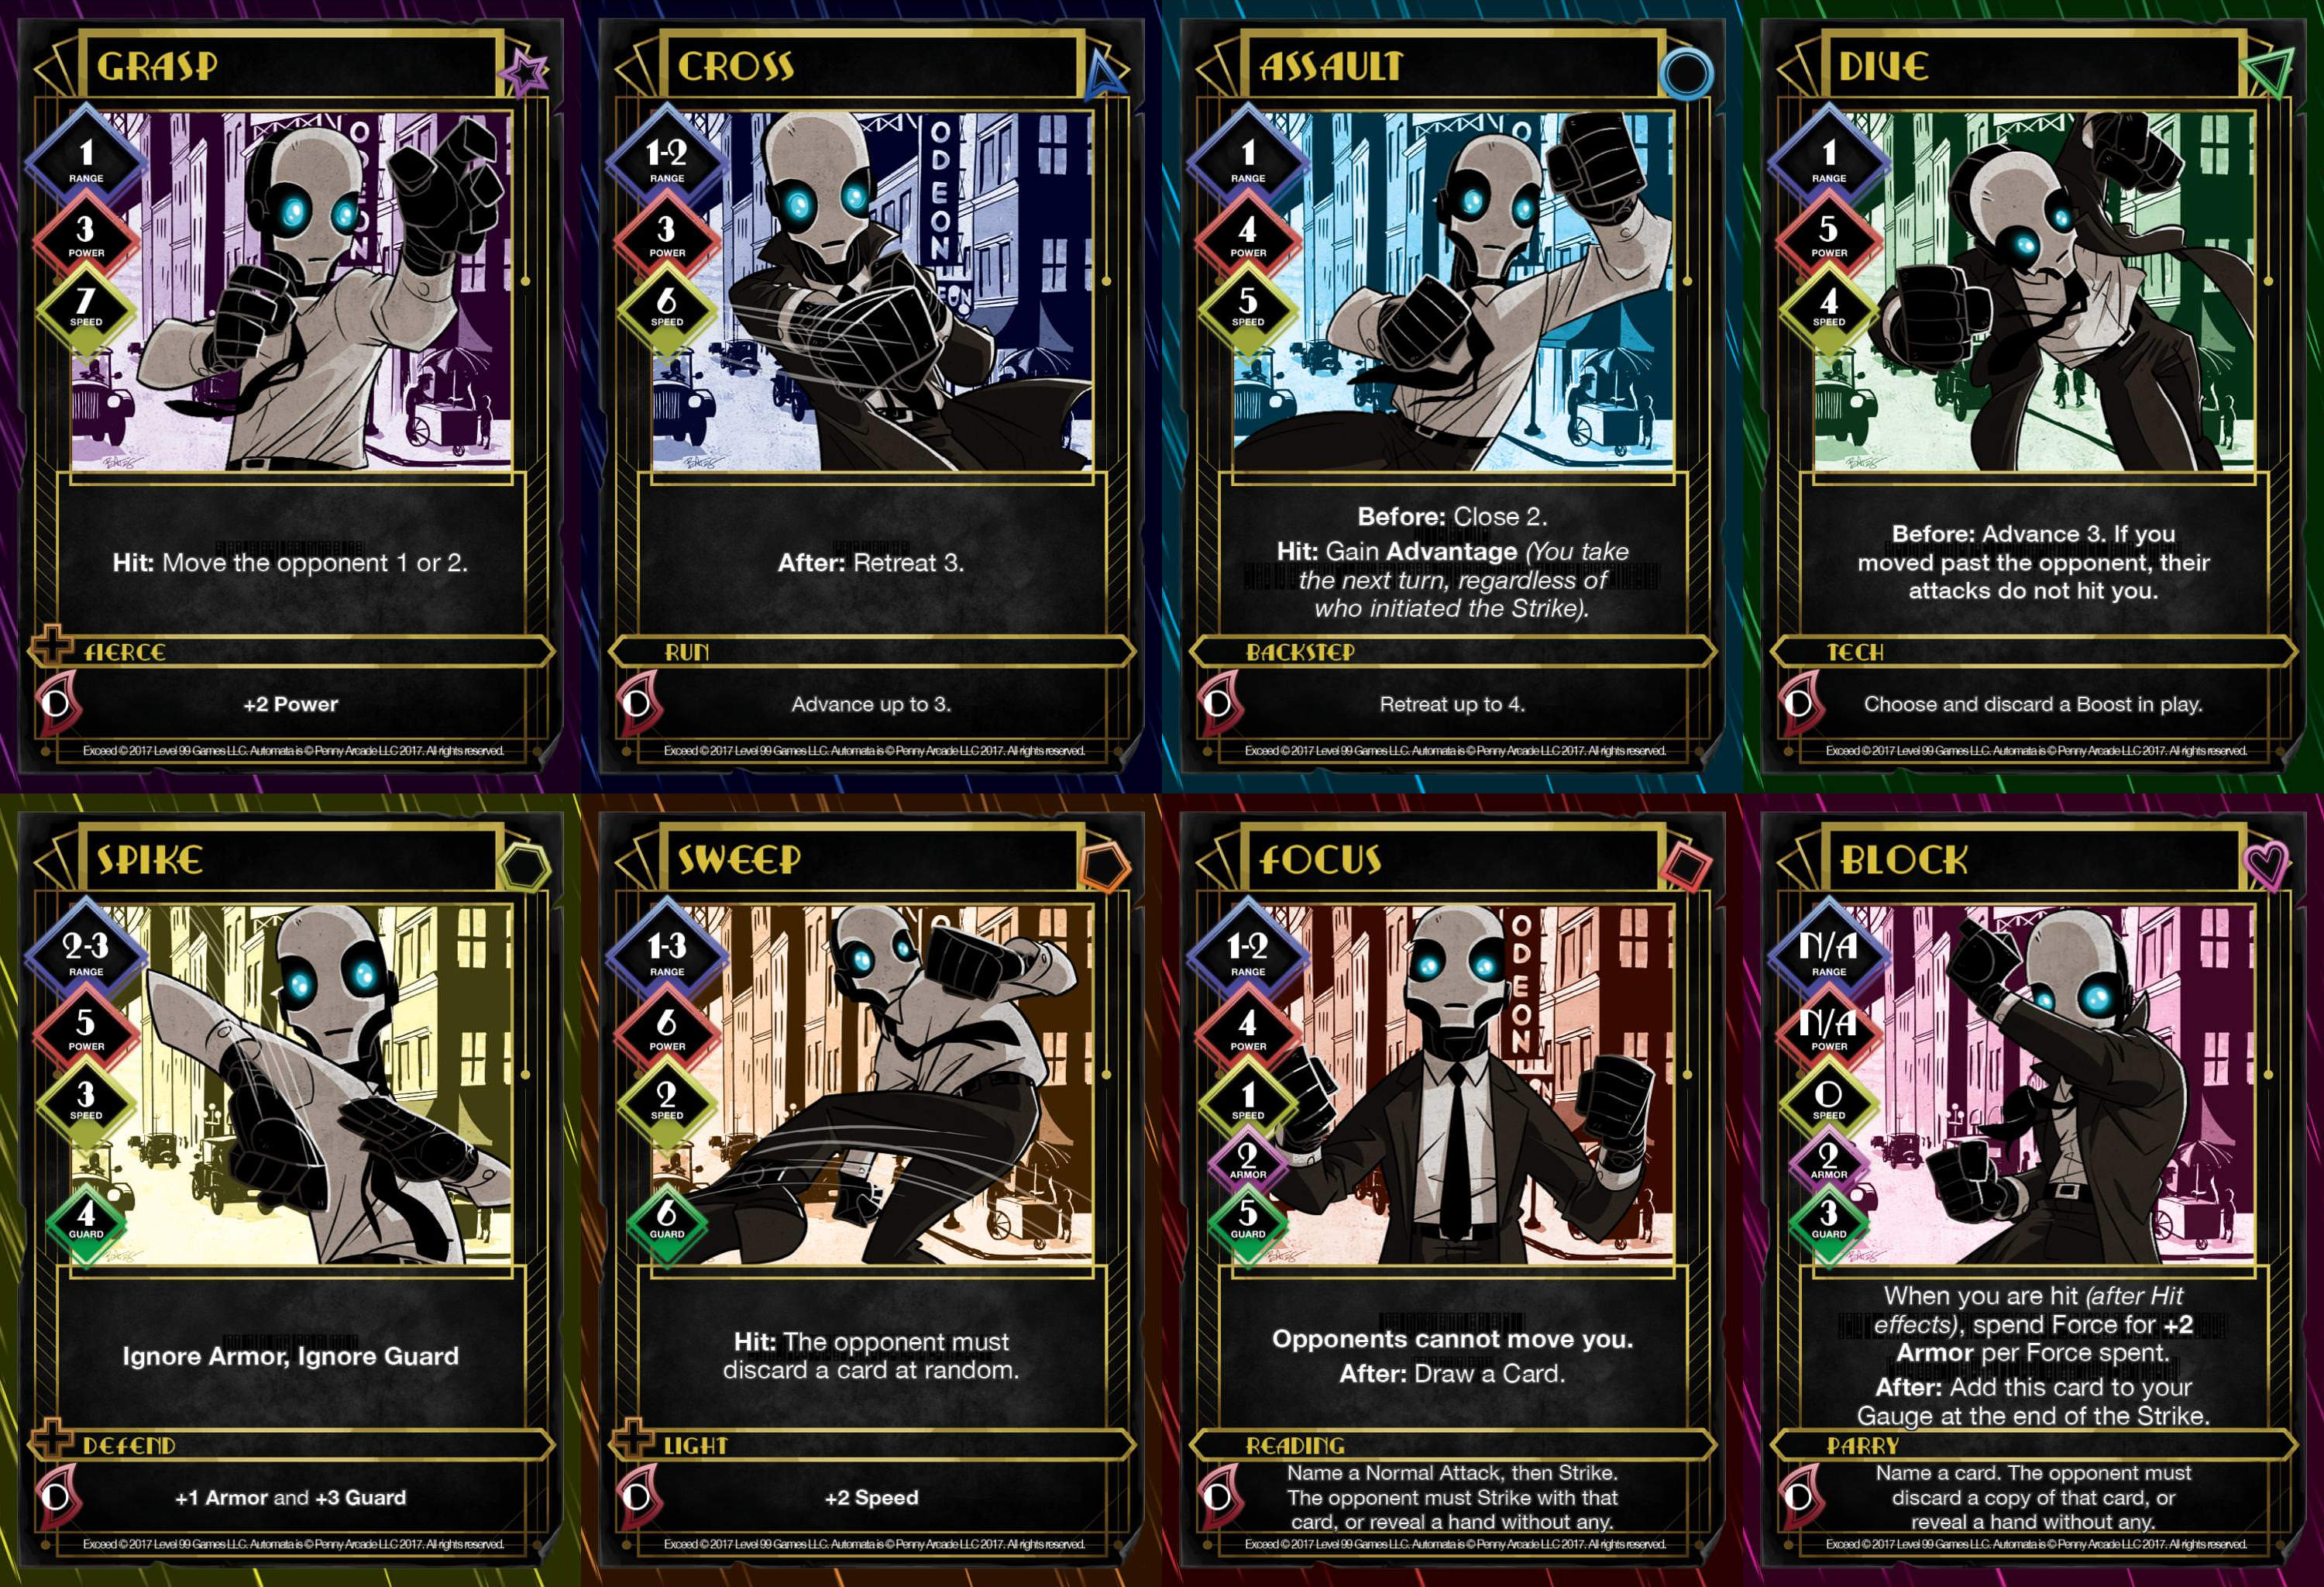 GRASP
1
RANGE
3
POWER
7
SPEED
ODEON
Hit: Move the opponent 1 or 2.
FIERCE
0
+2 Power
Exceed © 2017 Level 99 Games LLC. Automata is © Penny Arcade LLC 2017. All rights reserved.
CROSS
1-2
RANGE
3
POWER
6
SPEED
ODEON
After: Retreat 3.
RUN
0
Advance up to 3.
Exceed © 2017 Level 99 Games LLC. Automata is © Penny Arcade LLC 2017. All rights reserved.
ASSAULT
1
RANGE
4
POWER
5
SPEED
Before: Close 2.
Hit: Gain Advantage (You take
the next turn, regardless of
who initiated the Strike).
BACKSTEP
0
Retreat up to 4.
Exceed © 2017 Level 99 Games LLC. Automata is © Penny Arcade LLC 2017. All rights reserved.
DIVE
1
RANGE
5
POWER
4
SPEED
Before: Advance 3. If you
moved past the opponent, their
attacks do not hit you.
TECH
0
Choose and discard a Boost in play.
Exceed © 2017 Level 99 Games LLC. Automata is © Penny Arcade LLC 2017. All rights reserved.
SPIKE
2-3
RANGE
5
POWER
3
SPEED
4
GUARD
Ignore Armor, Ignore Guard
DEFEND
0
+1 Armor and +3 Guard
Exceed © 2017 Level 99 Games LLC. Automata is © Penny Arcade LLC 2017. All rights reserved.
SWEEP
1-3
RANGE
6
POWER
2
SPEED
6
GUARD
Hit: The opponent must
discard a card at random.
LIGHT
0
+2 Speed
Exceed © 2017 Level 99 Games LLC. Automata is © Penny Arcade LLC 2017. All rights reserved.
FOCUS
1-2
RANGE
4
POWER
1
SPEED
2
ARMOR
5
GUARD
ODEON
Opponents cannot move you.
After: Draw a Card.
READING
0
Name a Normal Attack, then Strike.
The opponent must Strike with that
card, or reveal a hand without any.
Exceed © 2017 Level 99 Games LLC. Automata is © Penny Arcade LLC 2017. All rights reserved.
BLOCK
N/A
RANGE
N/A
POWER
0
SPEED
2
ARMOR
3
GUARD
When you are hit (after Hit
effects), spend Force for +2
Armor per Force spent.
After: Add this card to your
Gauge at the end of the Strike.
PARRY
0
Name a card. The opponent must
discard a copy of that card, or
reveal a hand without any.
Exceed © 2017 Level 99 Games LLC. Automata is © Penny Arcade LLC 2017. All rights reserved.